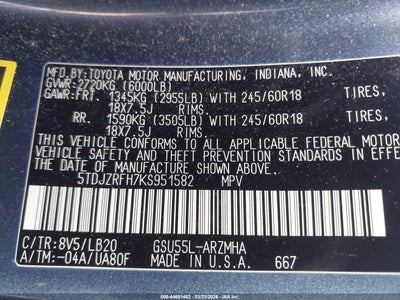 MFD.BY:TOYOTA MOTOR MANUFACTURING, INDIANA, INC.
GVWR:2720KG (6000LB)
GAWR:FRT. 1345KG (2955LB) WITH 245/60R18 TIRES,
18X7.5J RIMS,
RR. 1590KG (3505LB) WITH 245/60R18 TIRES,
18X7.5J RIMS.
THIS VEHICLE CONFORMS TO ALL APPLICABLE FEDERAL MOTOR
VEHICLE SAFETY, BUMPER, AND THEFT PREVENTION STANDARDS IN EFFE
ON THE DATE OF MANUFACTURE SHOWN ABOVE.
5TDJZRFH7KS951582 MPV
C/TR:8V5/LB20 GSU55L-ARZMHA
A/TM:-04A/UA80F Made in U.S.A. 667
000-44691442 - 03/23/2026 - IAAI